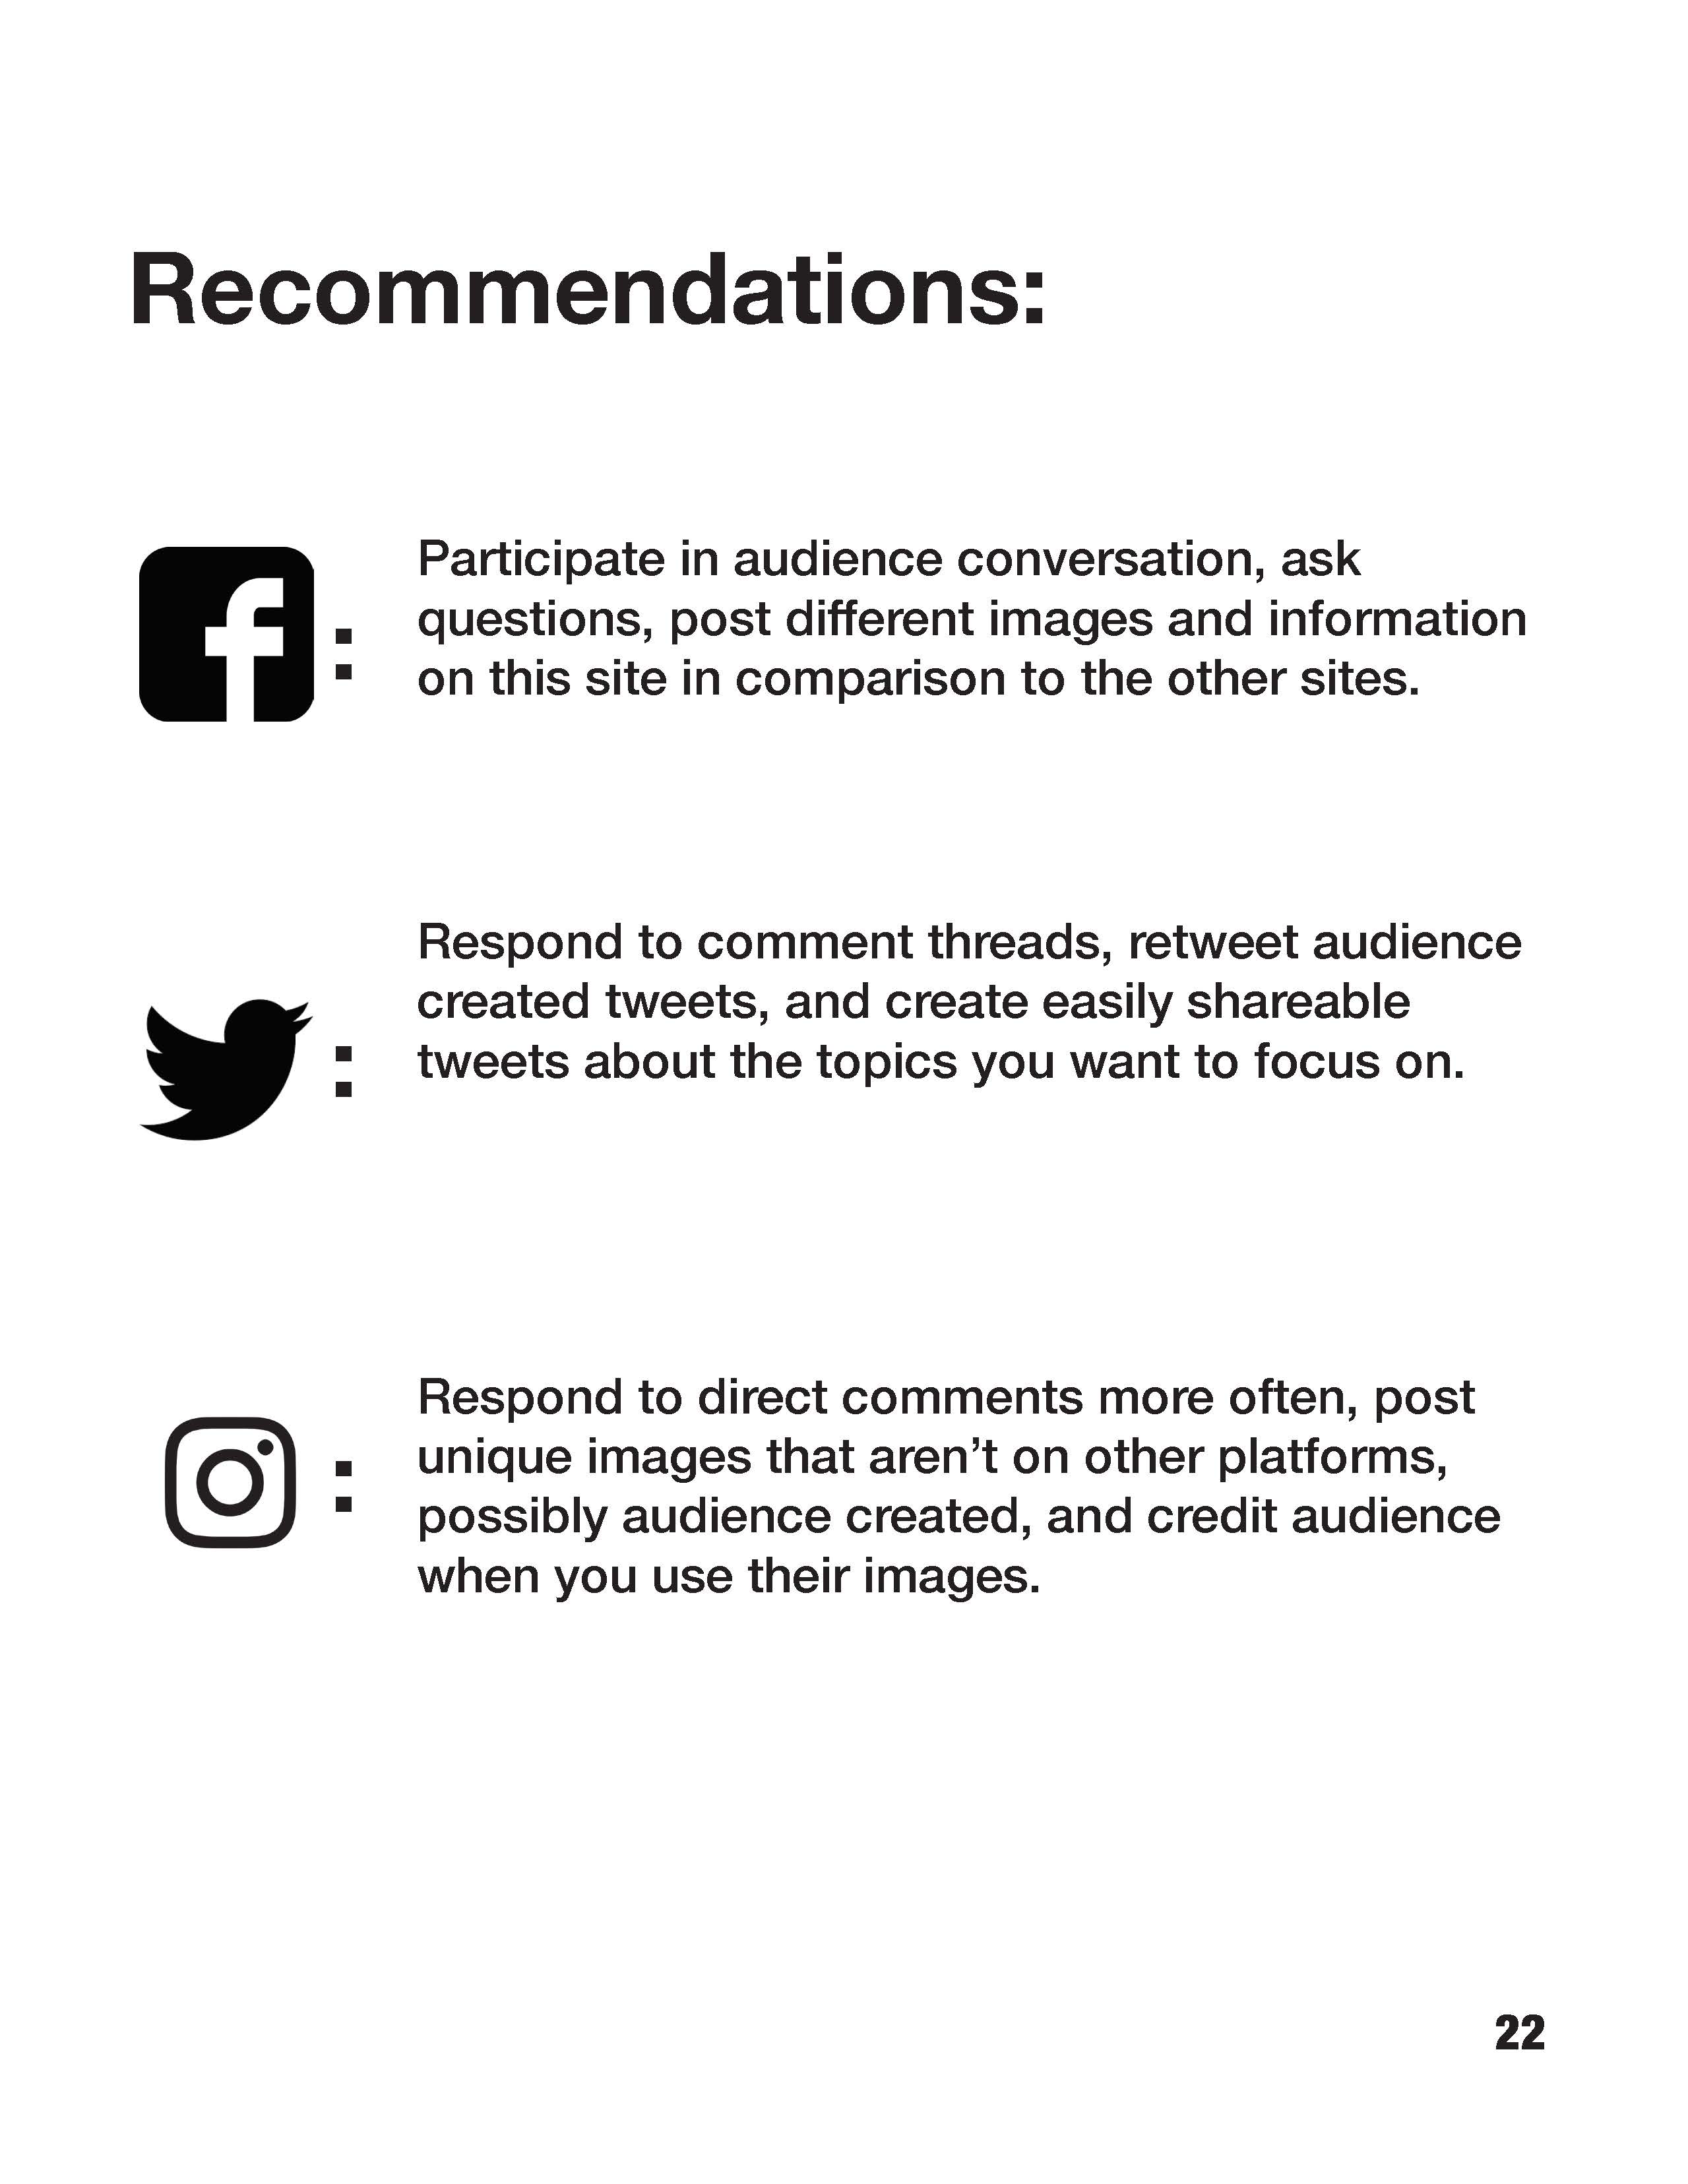 Recommendations:
Participate in audience conversation, ask
questions, post different images and information
on this site in comparison to the other sites.
:
Respond to comment threads, retweet audience
created tweets, and create easily shareable
tweets about the topics you want to focus on.
:
Respond to direct comments more often, post
unique images that aren’t on other platforms,
possibly audience created, and credit audience
when you use their images.
:
22